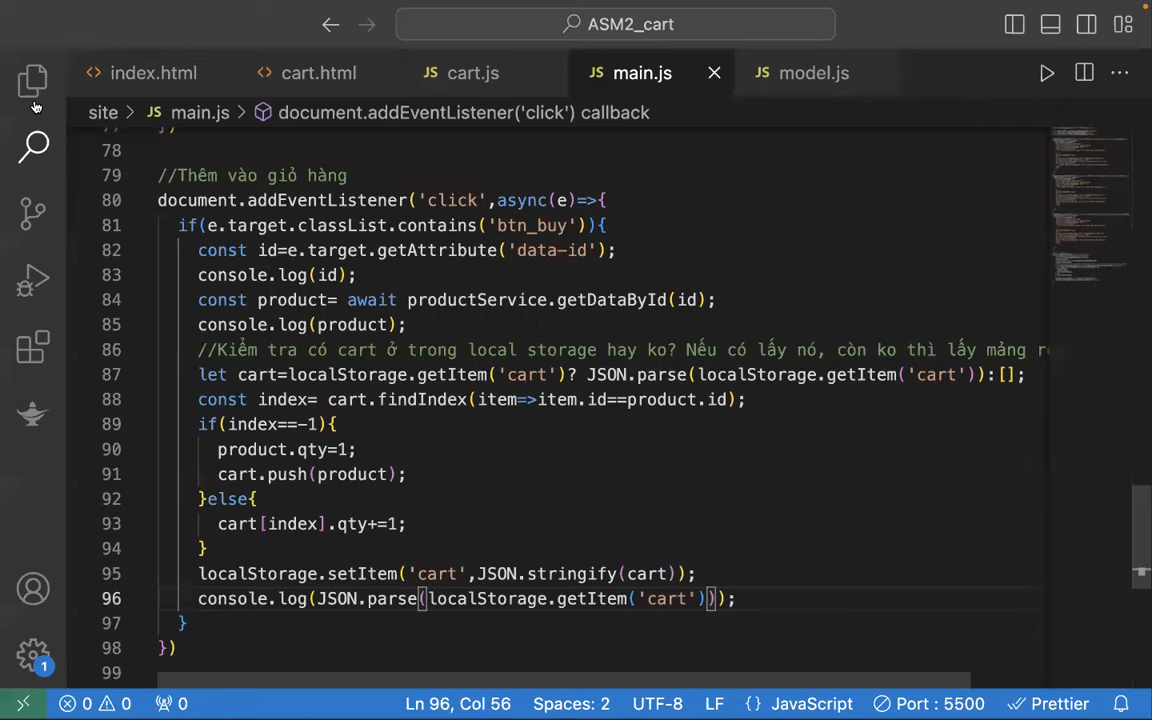 ASM2_cart
index.html
cart.html
JS cart.js
JS main.js
JS model.js
site > JS main.js > document.addEventListener('click') callback
77 })
78
79 //Thêm vào giỏ hàng
80 document.addEventListener('click',async(e)=>{
81 if(e.target.classList.contains('btn_buy')){
82 const id=e.target.getAttribute('data-id');
83 console.log(id);
84 const product= await productService.getDataById(id);
85 console.log(product);
86 //Kiểm tra có cart ở trong local storage hay ko? Nếu có lấy nó, còn ko thì lấy mảng
87 let cart=localStorage.getItem('cart')? JSON.parse(localStorage.getItem('cart')):[];
88 const index= cart.findIndex(item=>item.id==product.id);
89 if(index==-1){
90 product.qty=1;
91 cart.push(product);
92 }else{
93 cart[index].qty+=1;
94 }
95 localStorage.setItem('cart',JSON.stringify(cart));
96 console.log(JSON.parse(localStorage.getItem('cart')));
97 }
98 })
99
1
0 0 0 Ln 96, Col 56 Spaces: 2 UTF-8 LF {} JavaScript Port : 5500 Prettier